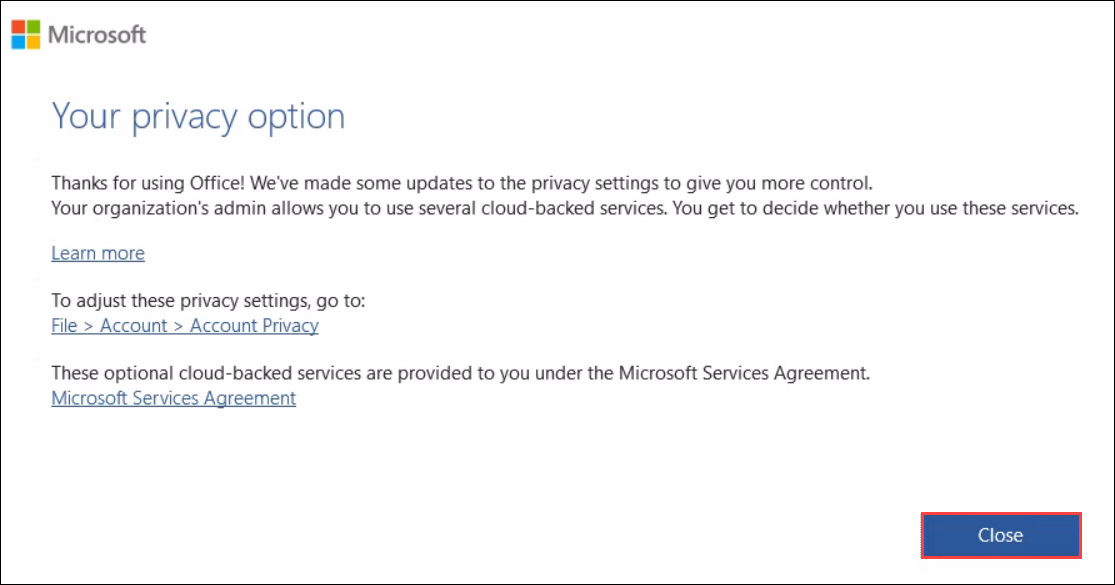 Microsoft
Your privacy option
Thanks for using Office! We've made some updates to the privacy settings to give you more control.
Your organization's admin allows you to use several cloud-backed services. You get to decide whether you use these services.
Learn more
To adjust these privacy settings, go to:
File > Account > Account Privacy
These optional cloud-backed services are provided to you under the Microsoft Services Agreement.
Microsoft Services Agreement
Close